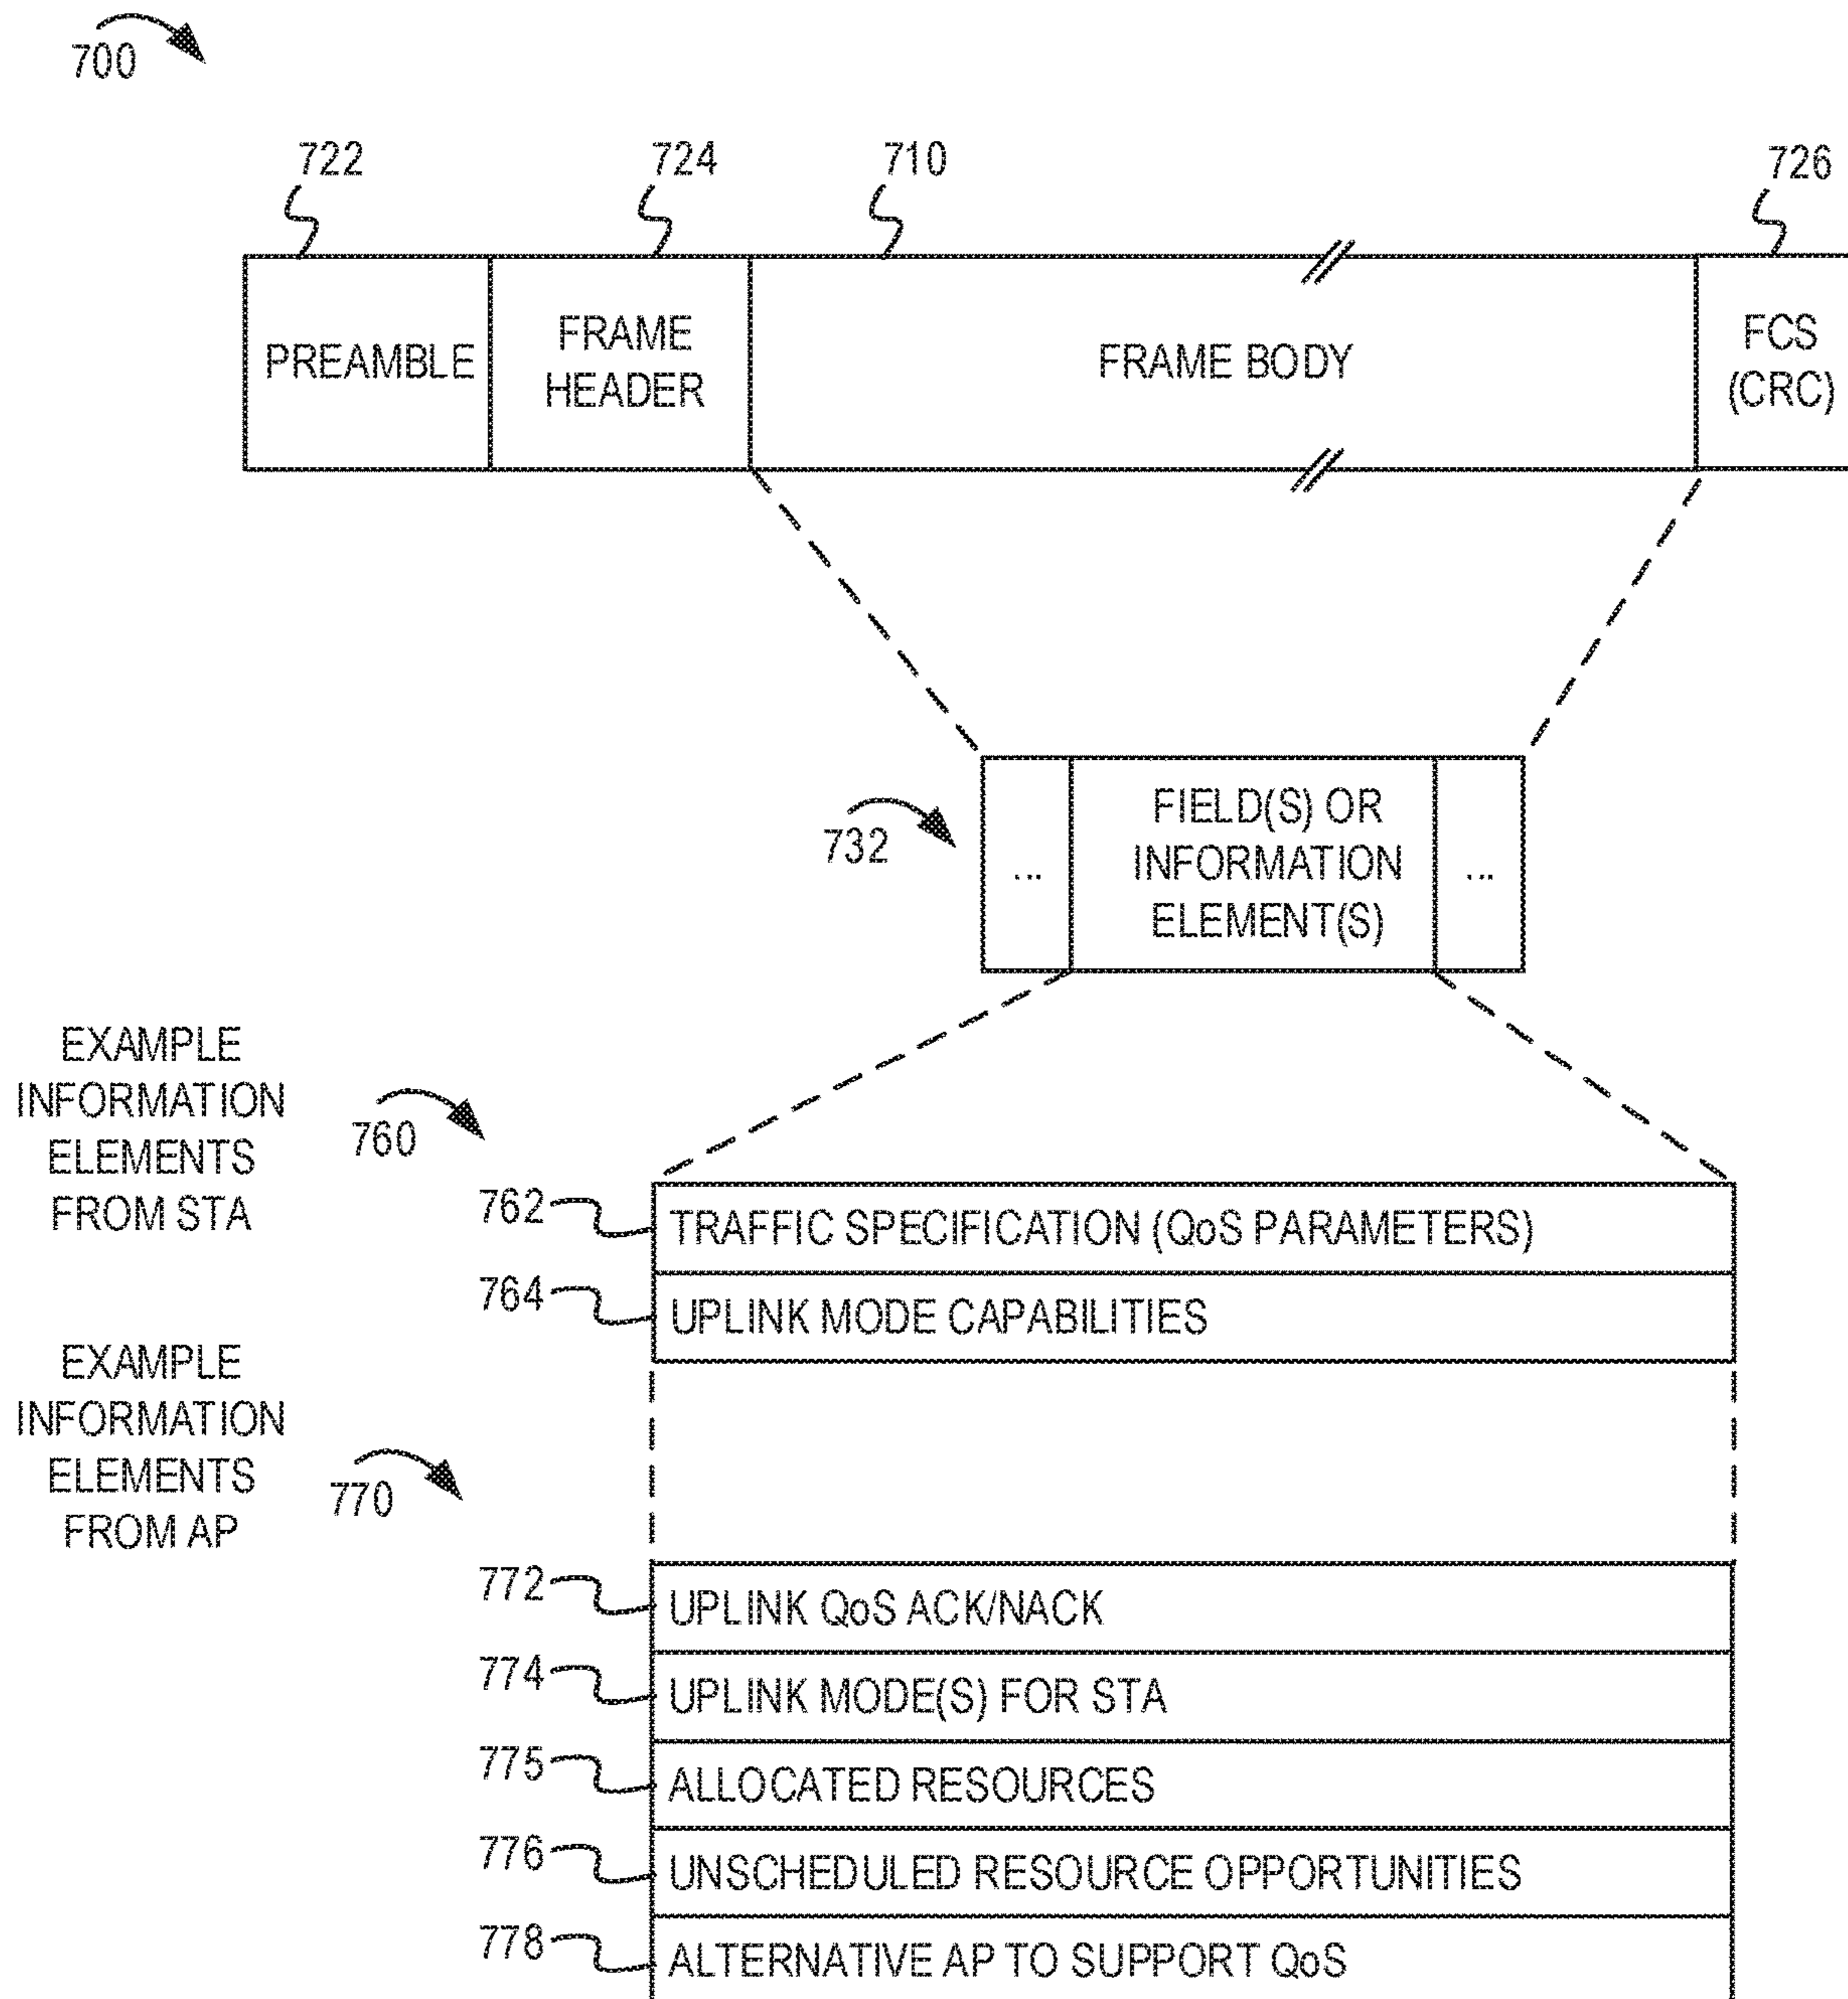 700
722
724
710
726
PREAMBLE
FRAME
HEADER
FRAME BODY
FCS
(CRC)
732
...
FIELD(S) OR
INFORMATION
ELEMENT(S)
...
EXAMPLE
INFORMATION
ELEMENTS
FROM STA
760
762
TRAFFIC SPECIFICATION (QoS PARAMETERS)
764
UPLINK MODE CAPABILITIES
EXAMPLE
INFORMATION
ELEMENTS
FROM AP
770
772
UPLINK QoS ACK/NACK
774
UPLINK MODE(S) FOR STA
775
ALLOCATED RESOURCES
776
UNSCHEDULED RESOURCE OPPORTUNITIES
778
ALTERNATIVE AP TO SUPPORT QoS